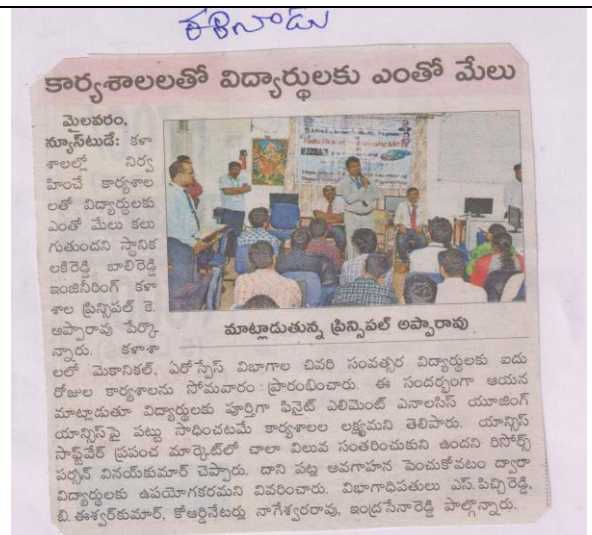 ఈనాడు
కార్యశాలలతో విద్యార్థులకు ఎంతో మేలు
మైలవరం,
న్యూస్‌టుడే: కళా
శాలల్లో నిర్వ
హించే కార్యశాల
లతో విద్యార్థులకు
ఎంతో మేలు కలు
గుతుందని స్థానిక
లకిరెడ్డి బాలిరెడ్డి
ఇంజినీరింగ్ కళా
శాల ప్రిన్సిపల్ కె.
అప్పారావు పేర్కొ
న్నారు. కళాశా
మాట్లాడుతున్న ప్రిన్సిపల్ అప్పారావు
లలో మెకానికల్, ఏరోస్పేస్ విభాగాల చివరి సంవత్సర విద్యార్థులకు ఐదు
రోజుల కార్యశాలను సోమవారం ప్రారంభించారు. ఈ సందర్భంగా ఆయన
మాట్లాడుతూ విద్యార్థులకు పూర్తిగా ఫినైట్ ఎలిమెంట్ ఎనాలసిస్ యూజింగ్
యాన్సిస్‌పై పట్టు సాధించటమే కార్యశాలల లక్ష్యమని తెలిపారు. యాన్సిస్
సాఫ్ట్‌వేర్ ప్రపంచ మార్కెట్‌లో చాలా విలువ సంతరించుకుని ఉందని రిసోర్స్
పర్సన్ వినయ్‌కుమార్ చెప్పారు. దాని పట్ల అవగాహన పెంచుకోవటం ద్వారా
విద్యార్థులకు ఉపయోగకరమని వివరించారు. విభాగాధిపతులు ఎస్.పిచ్చిరెడ్డి,
బి.ఈశ్వర్‌కుమార్, కోఆర్డినేటర్లు నాగేశ్వరరావు, ఇంద్రసేనారెడ్డి పాల్గొన్నారు.